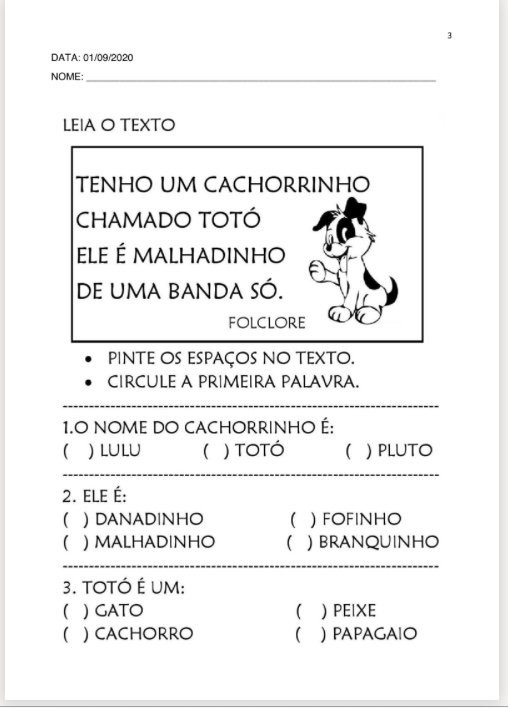 3
DATA: 01/09/2020
NOME: ____________________
LEIA O TEXTO
TENHO UM CACHORRINHO
CHAMADO TOTÓ
ELE É MALHADINHO
DE UMA BANDA SÓ.
FOLCLORE
• PINTE OS ESPAÇOS NO TEXTO.
• CIRCULE A PRIMEIRA PALAVRA.
1.O NOME DO CACHORRINHO É:
( ) LULU ( ) TOTÓ ( ) PLUTO
2. ELE É:
( ) DANADINHO ( ) FOFINHO
( ) MALHADINHO ( ) BRANQUINHO
3. TOTÓ É UM:
( ) GATO ( ) PEIXE
( ) CACHORRO ( ) PAPAGAIO